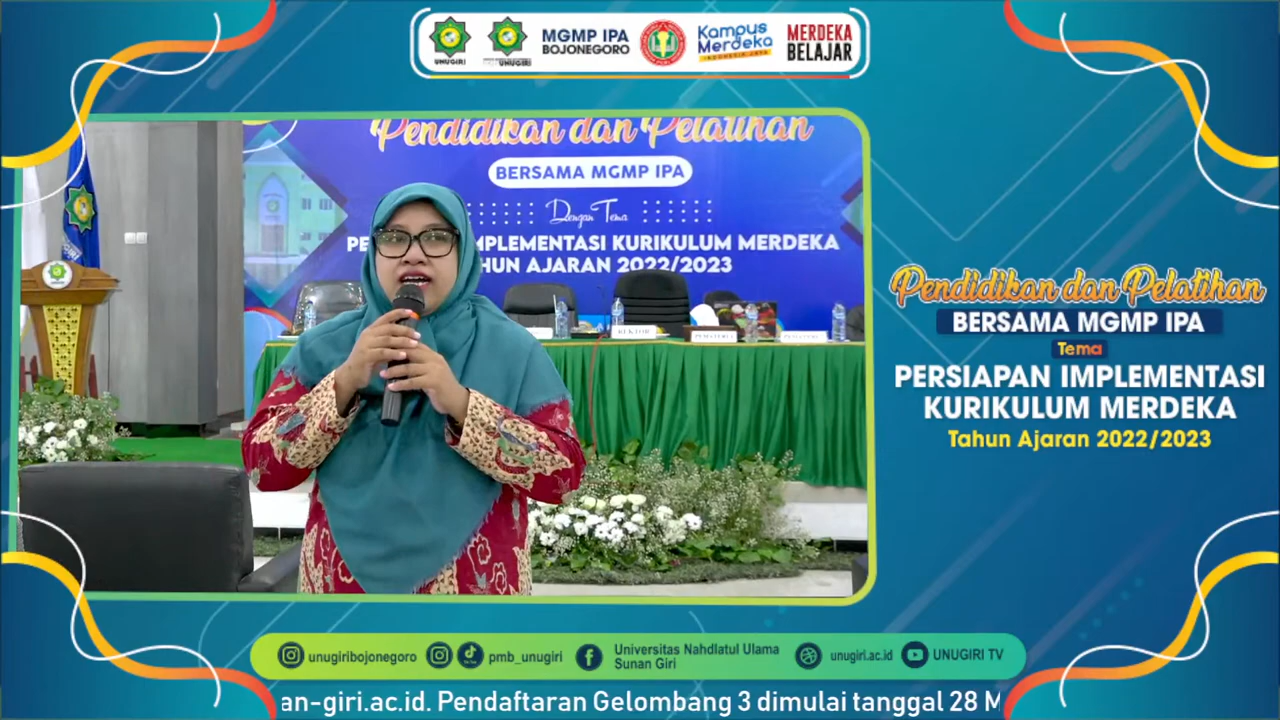 UNUGIRI
UNUGIRI
MGMP IPA
BOJONEGORO
Kampus
Merdeka
INDONESIA JAYA
MERDEKA
BELAJAR
Pendidikan dan Pelatihan
BERSAMA MGMP IPA
Dengan Tema
IMPLEMENTASI KURIKULUM MERDEKA
AHUN AJARAN 2022/2023
REKTOR
Pendidikan dan Pelatihan
BERSAMA MGMP IPA
Tema
PERSIAPAN IMPLEMENTASI
KURIKULUM MERDEKA
Tahun Ajaran 2022/2023
unugiribojonegoro
pmb_unugiri
Universitas Nahdlatul Ulama
Sunan Giri
unugiri.ac.id
UNUGIRI TV
an-giri.ac.id. Pendaftaran Gelombang 3 dimulai tanggal 28 M